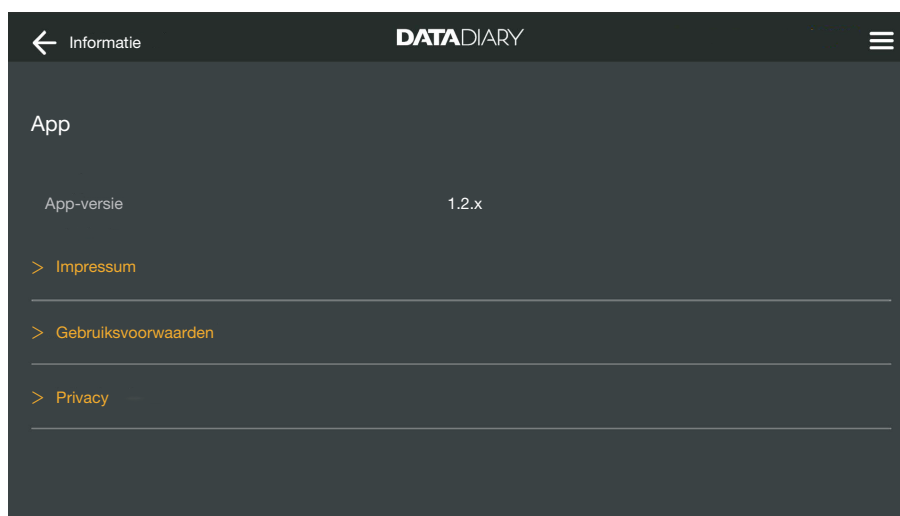 Informatie
DATADIARY
App
App-versie 1.2.x
> Impressum
> Gebruiksvoorwaarden
> Privacy